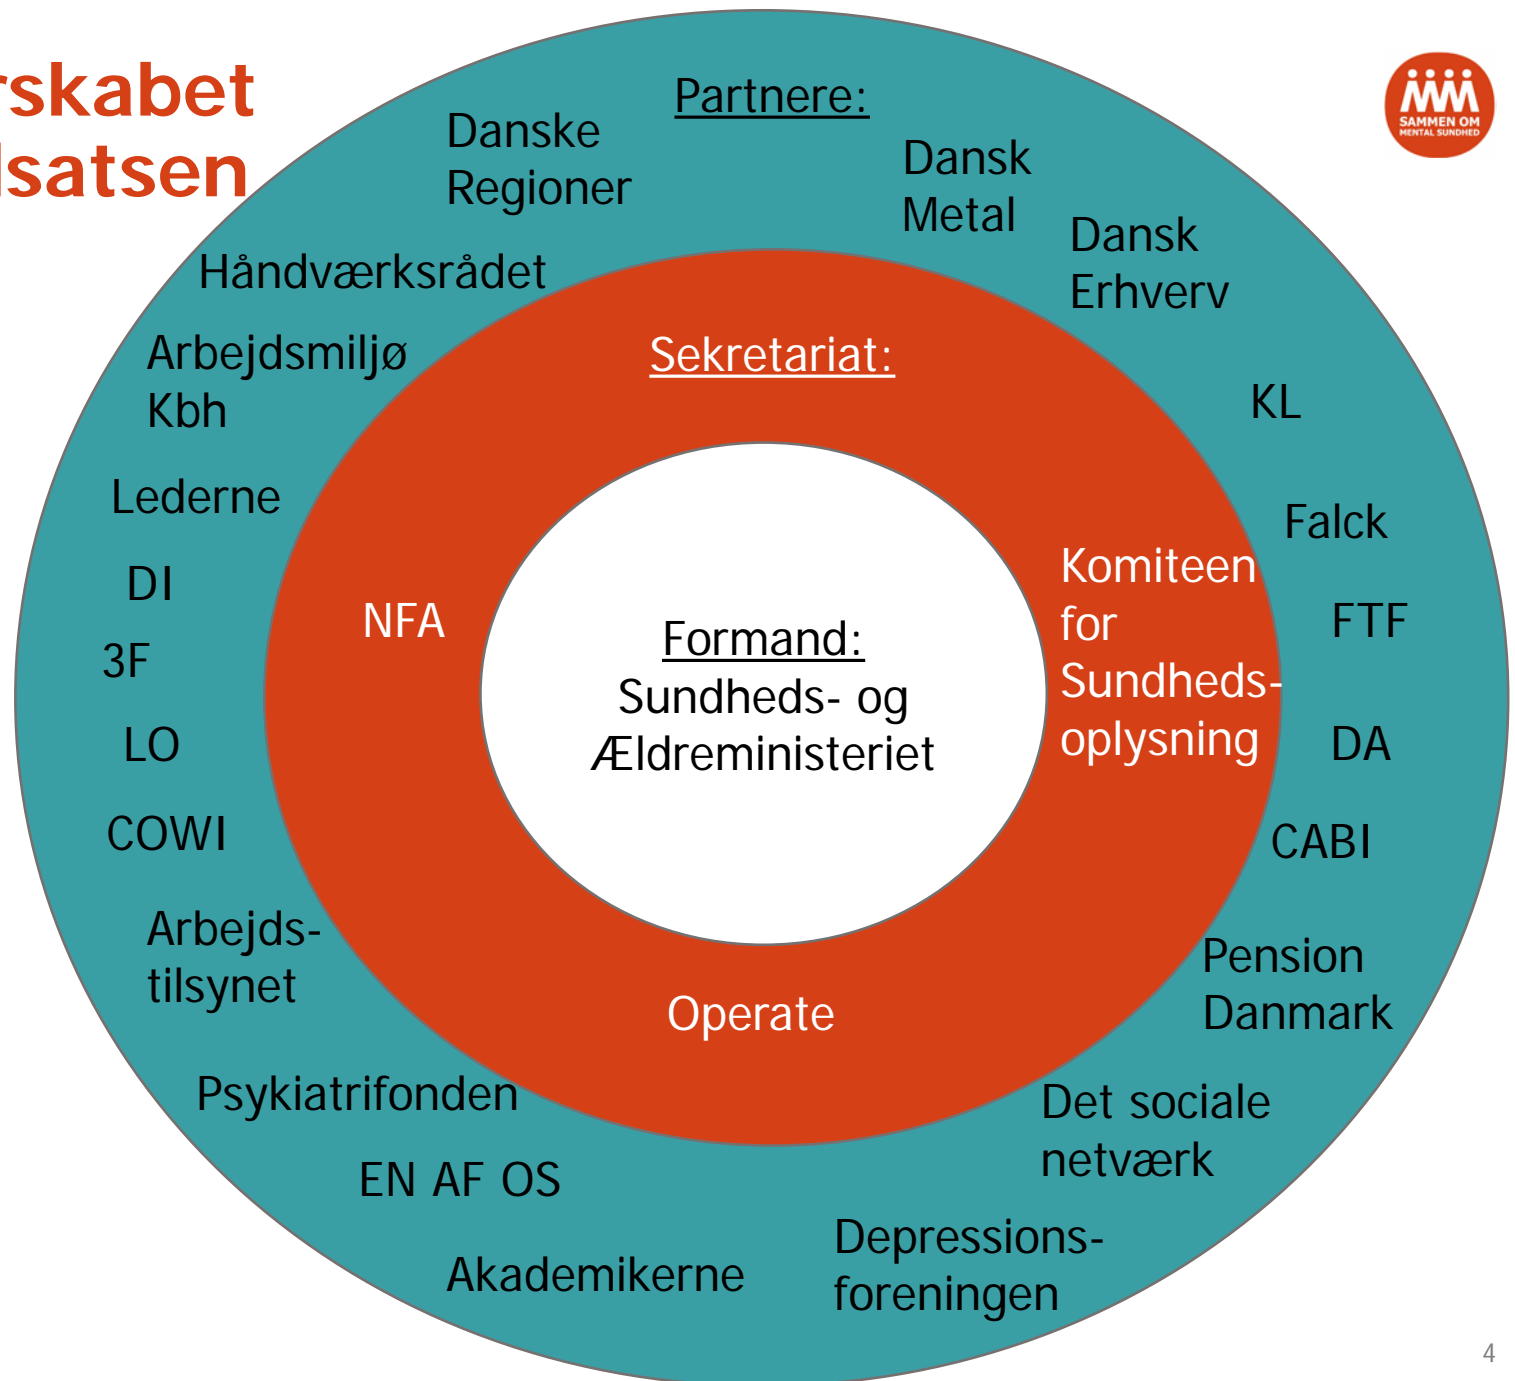 rskabet
dsatsen
SAMMEN OM
MENTAL SUNDHED
Partnere:
Danske
Regioner
Dansk
Metal
Dansk
Erhverv
Håndværksrådet
Arbejdsmiljø
Kbh
KL
Lederne
Falck
DI
FTF
3F
LO
DA
COWI
CABI
Arbejds-
tilsynet
Pension
Danmark
Psykiatrifonden
Det sociale
netværk
EN AF OS
Akademikerne
Depressions-
foreningen
Sekretariat:
NFA
Komiteen
for
Sundheds-
oplysning
Operate
Formand:
Sundheds- og
Ældreministeriet
4